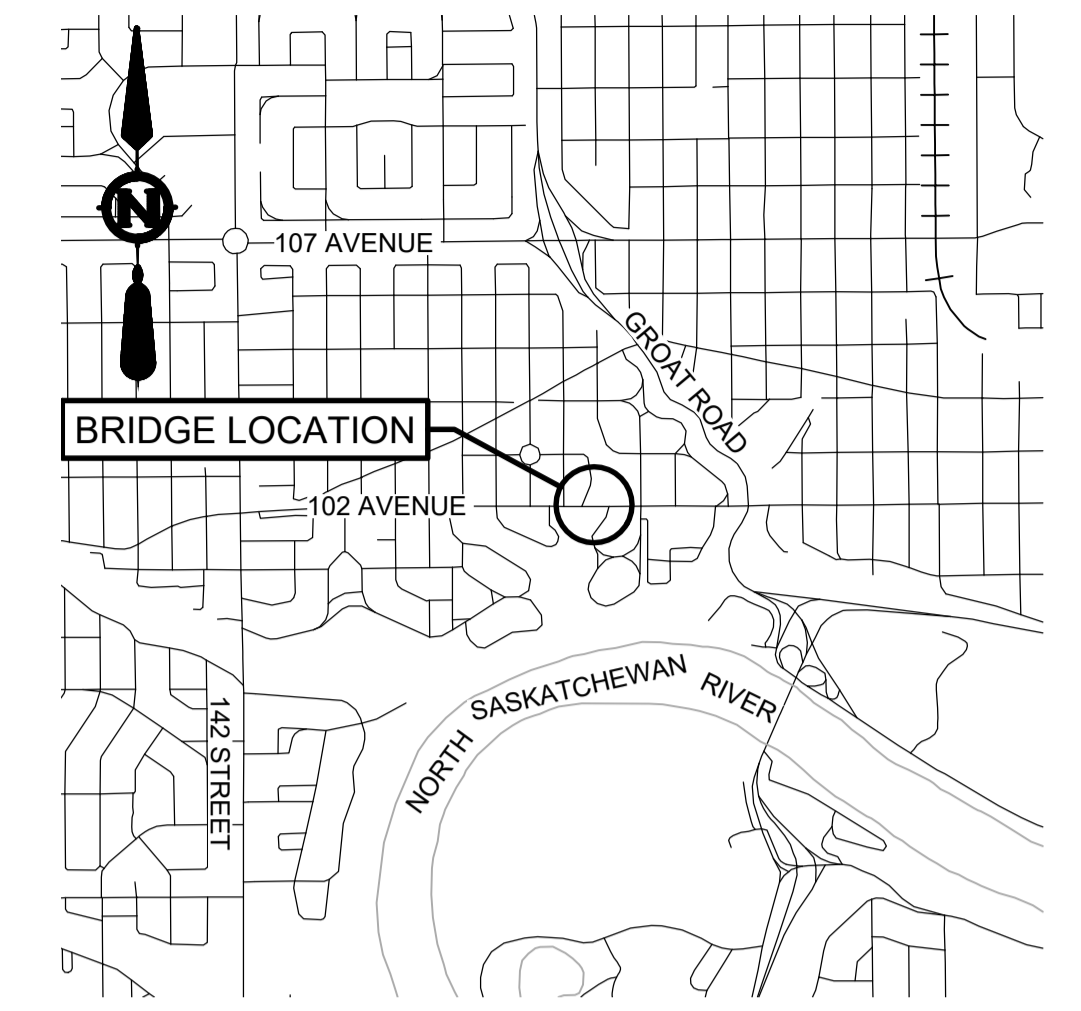 N
107 AVENUE
GROAT ROAD
BRIDGE LOCATION
102 AVENUE
NORTH SASKATCHEWAN RIVER
142 STREET